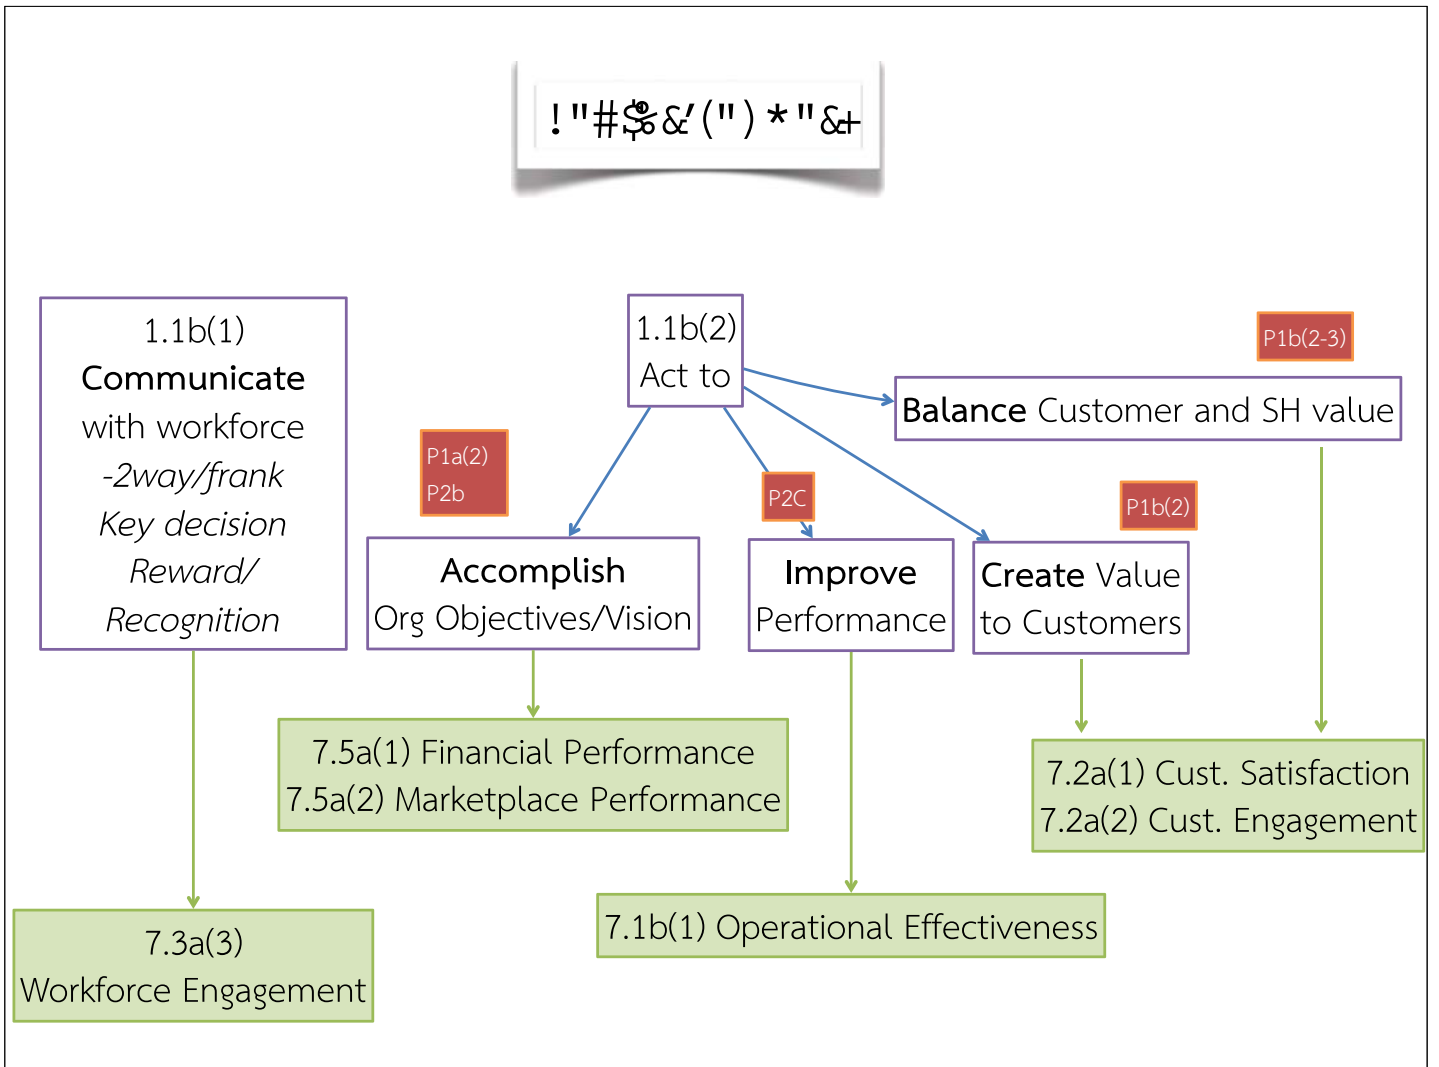 !"#$%&'(")*"&+
1.1b(1)
Communicate
with workforce
-2way/frank
Key decision
Reward/
Recognition
1.1b(2)
Act to
P1b(2-3)
Balance Customer and SH value
P1a(2)
P2b
P2C
P1b(2)
Accomplish
Org Objectives/Vision
Improve
Performance
Create Value
to Customers
7.5a(1) Financial Performance
7.5a(2) Marketplace Performance
7.2a(1) Cust. Satisfaction
7.2a(2) Cust. Engagement
7.1b(1) Operational Effectiveness
7.3a(3)
Workforce Engagement